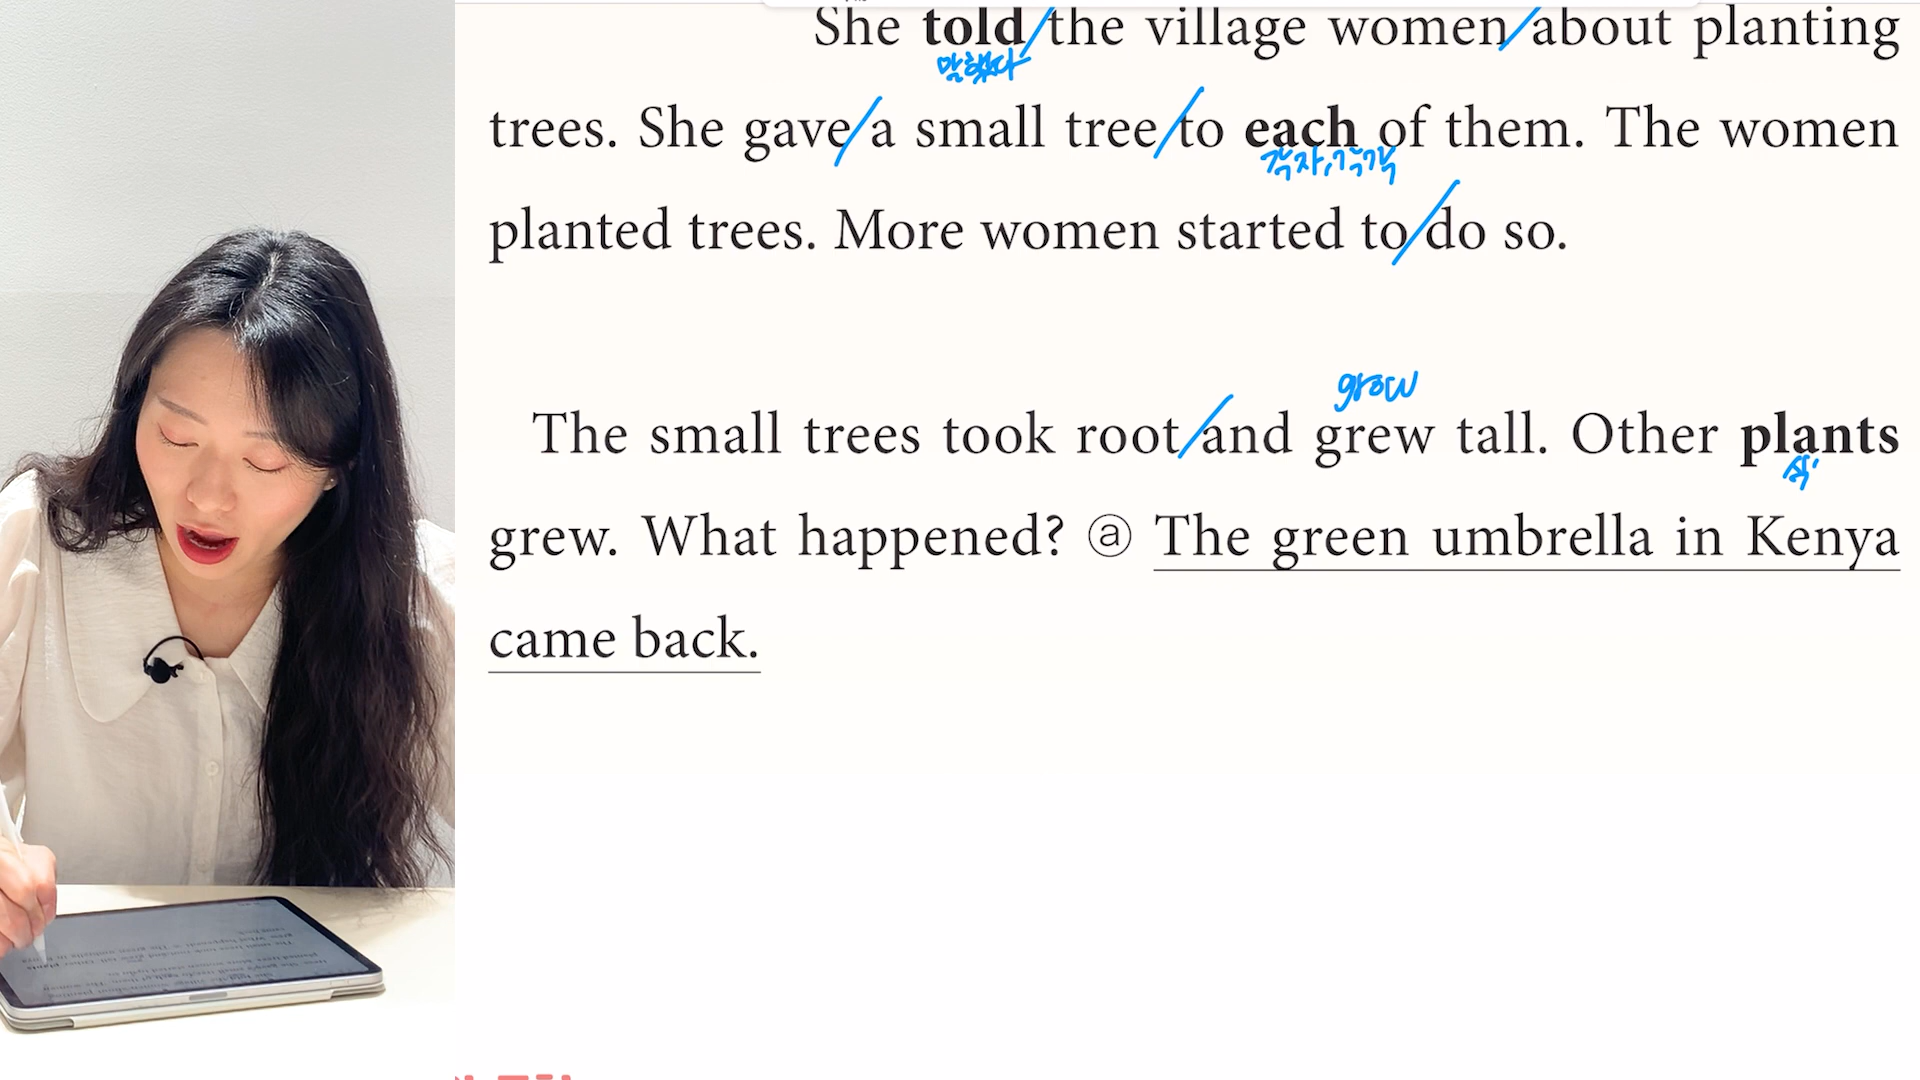 She told the village women about planting
말했다
trees. She gave a small tree to each of them. The women
각자, 각각
planted trees. More women started to do so.
grow
The small trees took root and grew tall. Other plants
grew. What happened? ⓐ The green umbrella in Kenya
came back.